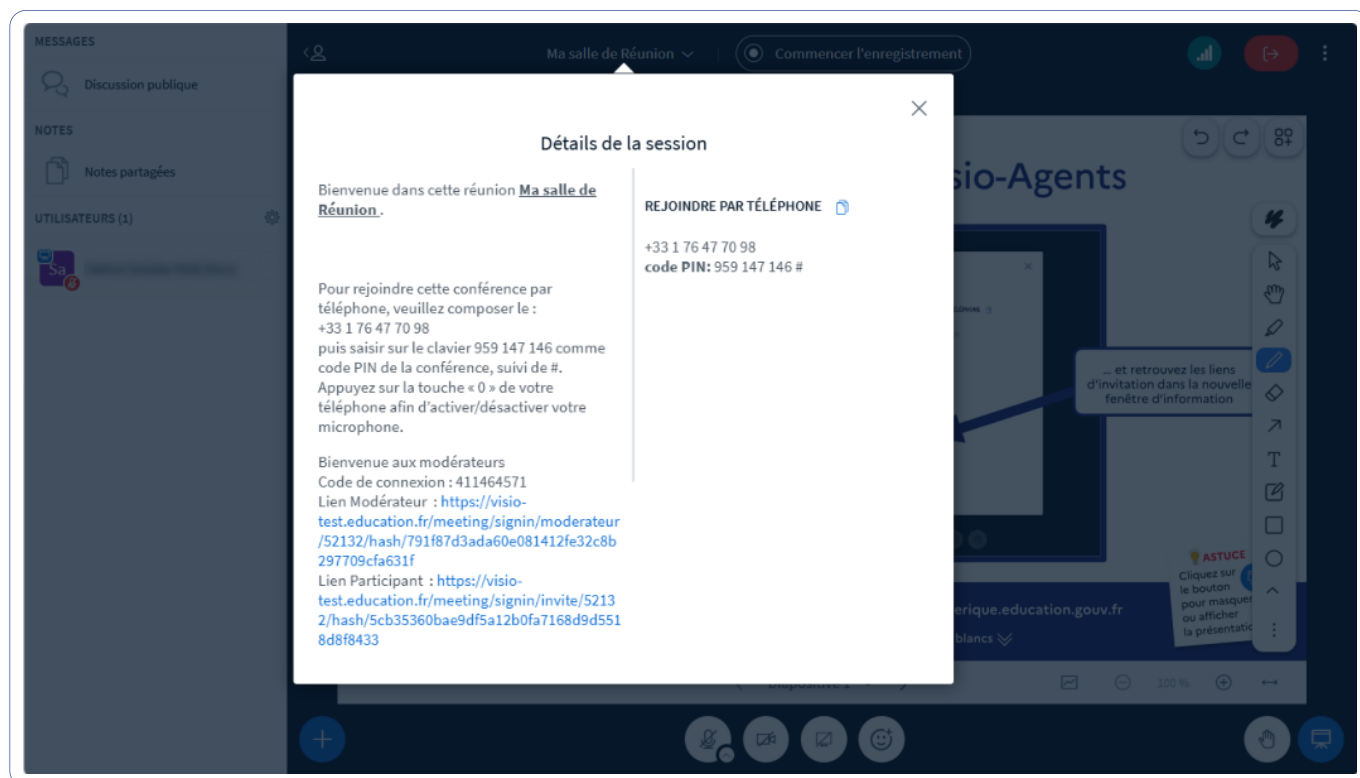 MESSAGES
Discussion publique
NOTES
Notes partagées
UTILISATEURS (1)
Sa
Ma salle de Réunion
Commencer l'enregistrement
Détails de la session
Bienvenue dans cette réunion Ma salle de
Réunion .
Pour rejoindre cette conférence par
téléphone, veuillez composer le :
+33 1 76 47 70 98
puis saisir sur le clavier 959 147 146 comme
code PIN de la conférence, suivi de #.
Appuyez sur la touche « 0 » de votre
téléphone afin d'activer/désactiver votre
microphone.
Bienvenue aux modérateurs
Code de connexion : 411464571
Lien Modérateur : https://visio-
test.education.fr/meeting/signin/moderateur
/52132/hash/791f87d3ada60e081412fe32c8b
297709cfa631f
Lien Participant : https://visio-
test.education.fr/meeting/signin/invite/5213
2/hash/5cb35360bae9df5a12b0fa7168d9d551
8d8f8433
REJOINDRE PAR TÉLÉPHONE
+33 1 76 47 70 98
code PIN: 959 147 146 #
sio-Agents
... et retrouvez les liens
d'invitation dans la nouvelle
fenêtre d'information
T
ASTUCE
Cliquez sur
le bouton
pour masquer
ou afficher
la présentatio
erique.education.gouv.fr
blancs
Diapositive 1
100 %